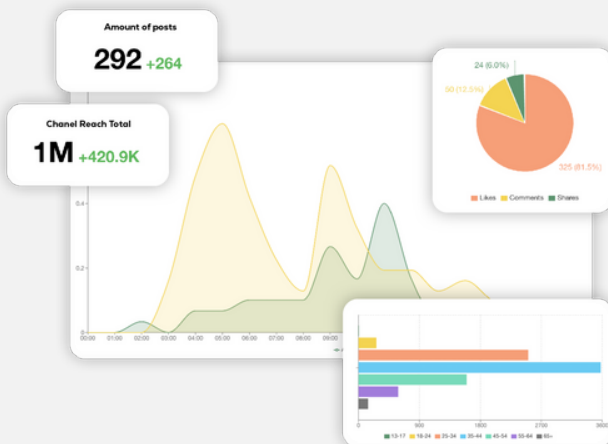 Amount of posts
292 +264
Chanel Reach Total
1M +420.9K
24 (6.0%)
50 (12.5%)
325 (81.5%)
Likes Comments Shares
0.4
0.2
0
00:00 01:00 02:00 03:00 04:00 05:00 06:00 07:00 08:00 09:00
0 900 1800 3600
13-17 18-24 25-34 35-44 45-54 55-64 65+